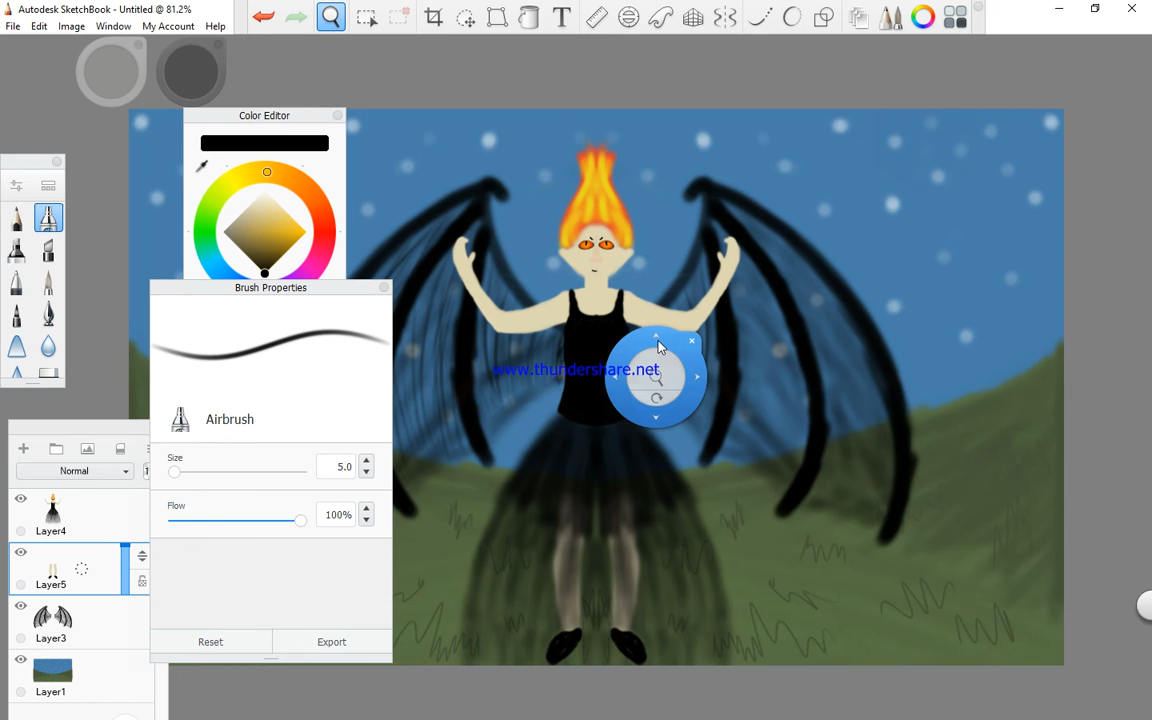 Autodesk SketchBook - Untitled @ 81.2%
File Edit Image Window My Account Help
Color Editor
Brush Properties
www.thundershare.net
Airbrush
Size
5.0
Flow
100%
Reset Export
Normal
Layer4
Layer5
Layer3
Layer1